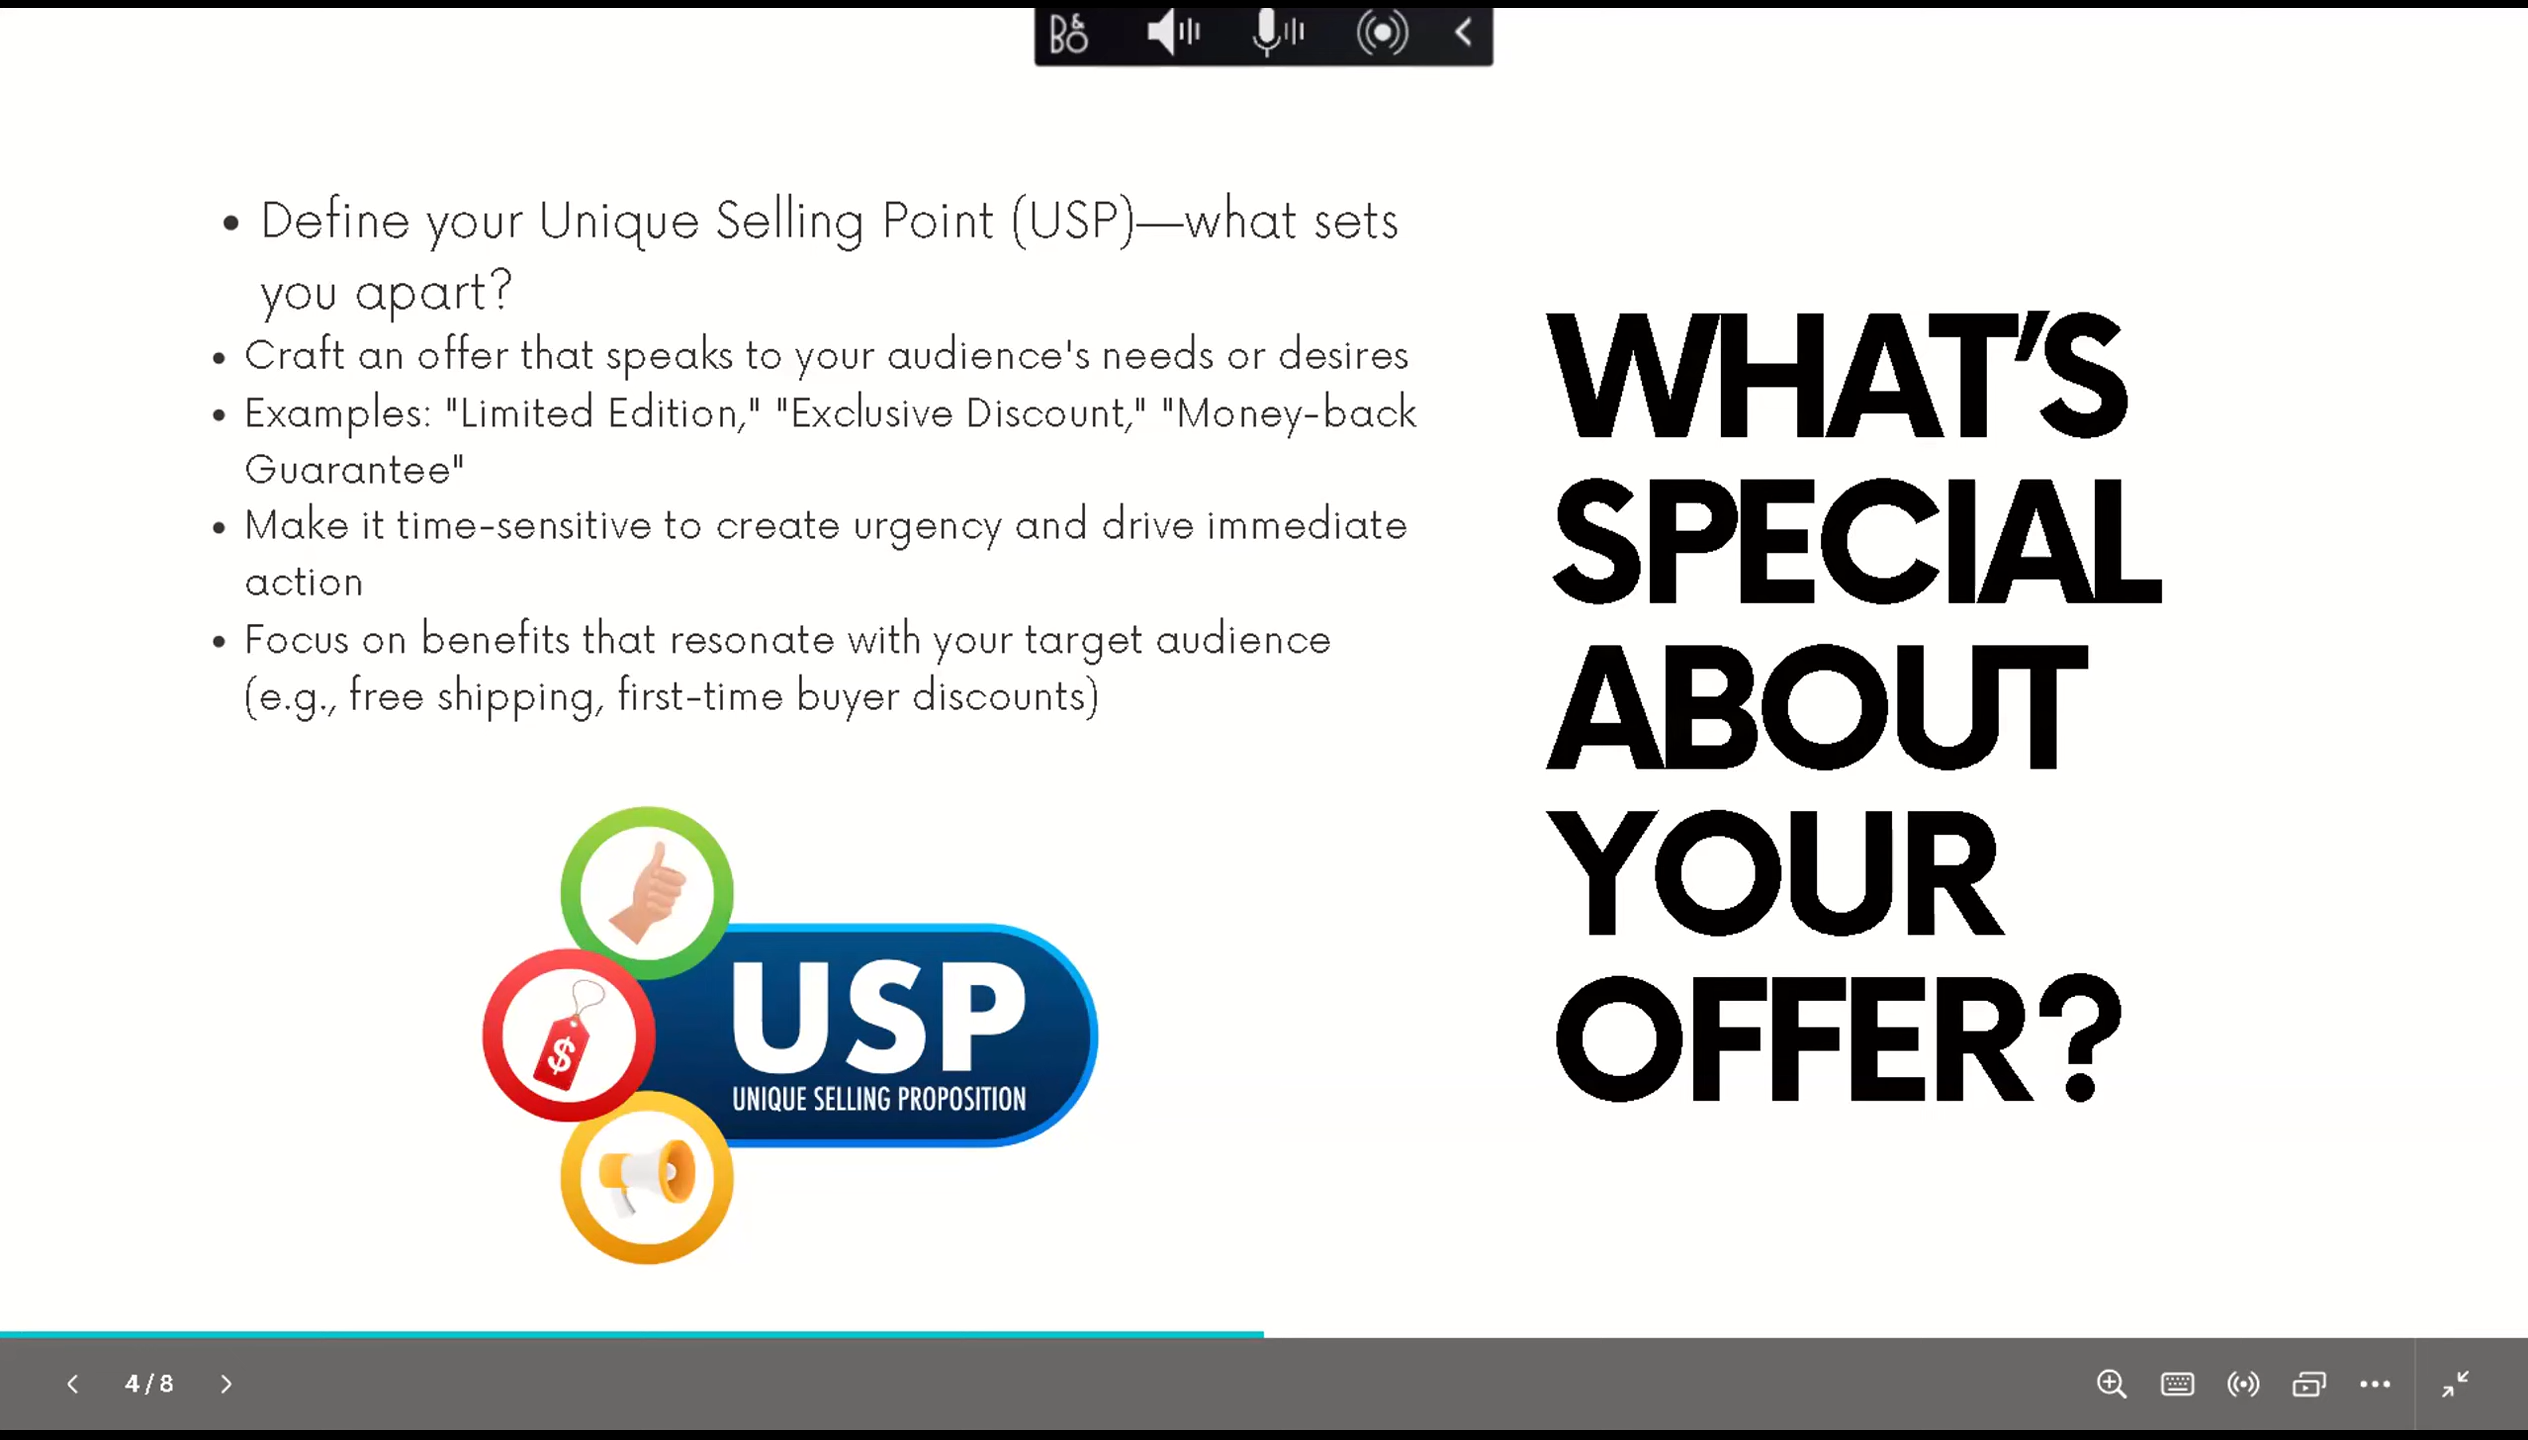 B&O
• Define your Unique Selling Point (USP)—what sets
you apart?
• Craft an offer that speaks to your audience's needs or desires
• Examples: "Limited Edition," "Exclusive Discount," "Money-back
Guarantee"
• Make it time-sensitive to create urgency and drive immediate
action
• Focus on benefits that resonate with your target audience
(e.g., free shipping, first-time buyer discounts)
WHAT'S
SPECIAL
ABOUT
YOUR
OFFER?
$
USP
UNIQUE SELLING PROPOSITION
4 / 8